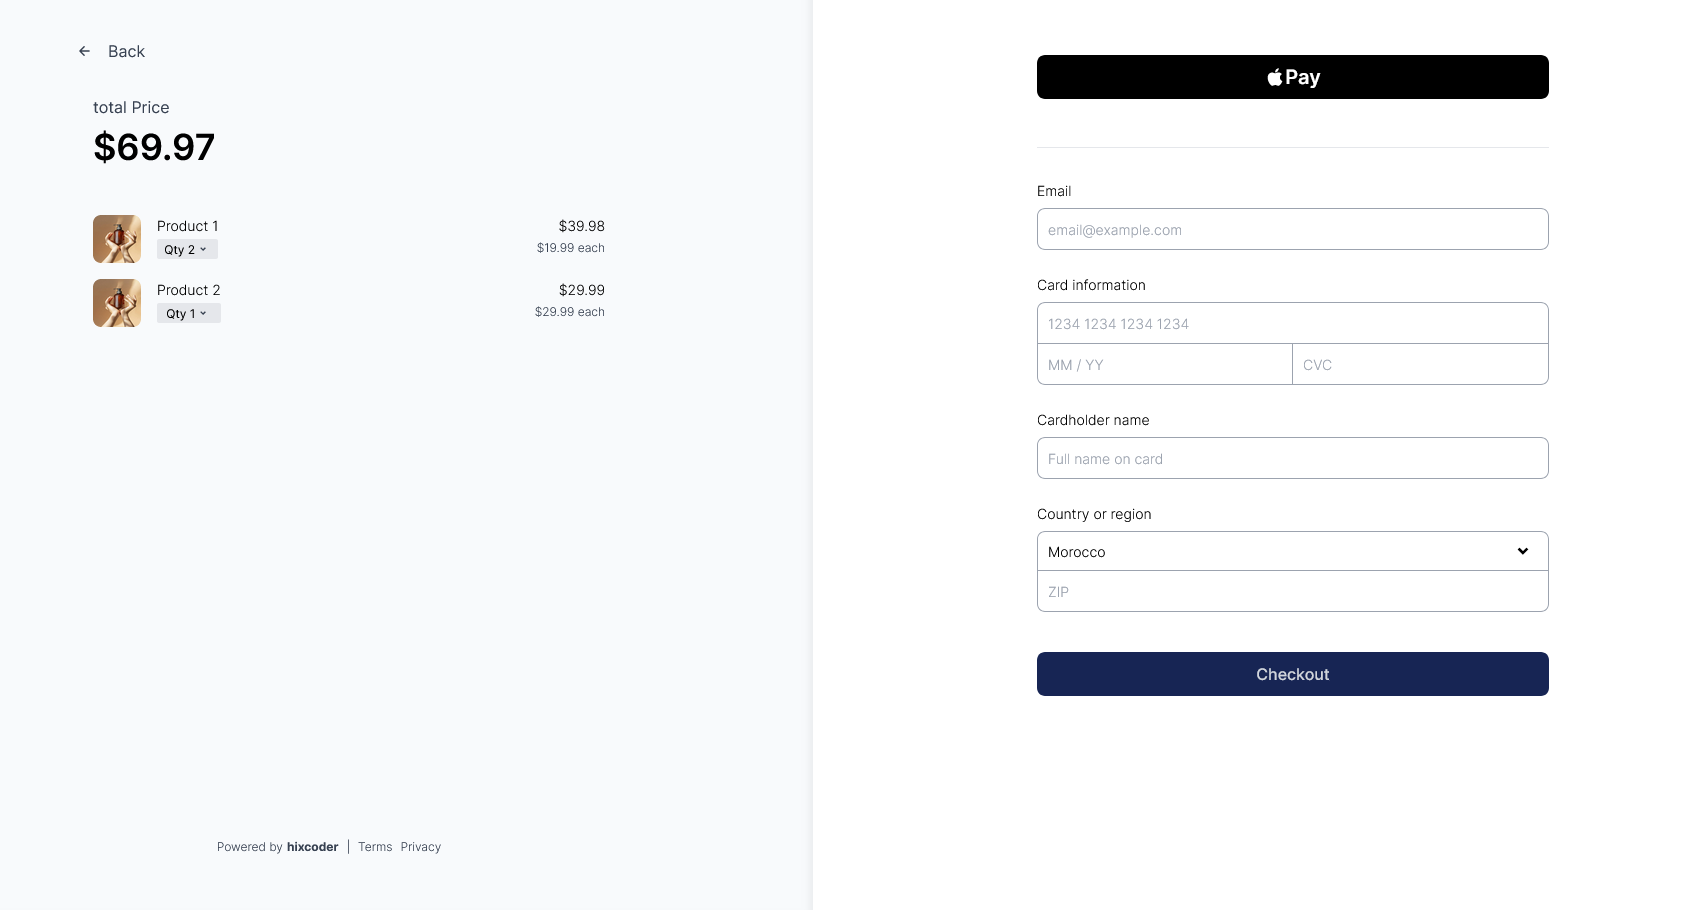 Back
total Price
$69.97
Product 1
$39.98
Qty 2
$19.99 each
Product 2
$29.99
Qty 1
$29.99 each
Powered by hixcoder | Terms Privacy
Pay
Email
email@example.com
Card information
1234 1234 1234 1234
MM / YY
CVC
Cardholder name
Full name on card
Country or region
Morocco
ZIP
Checkout